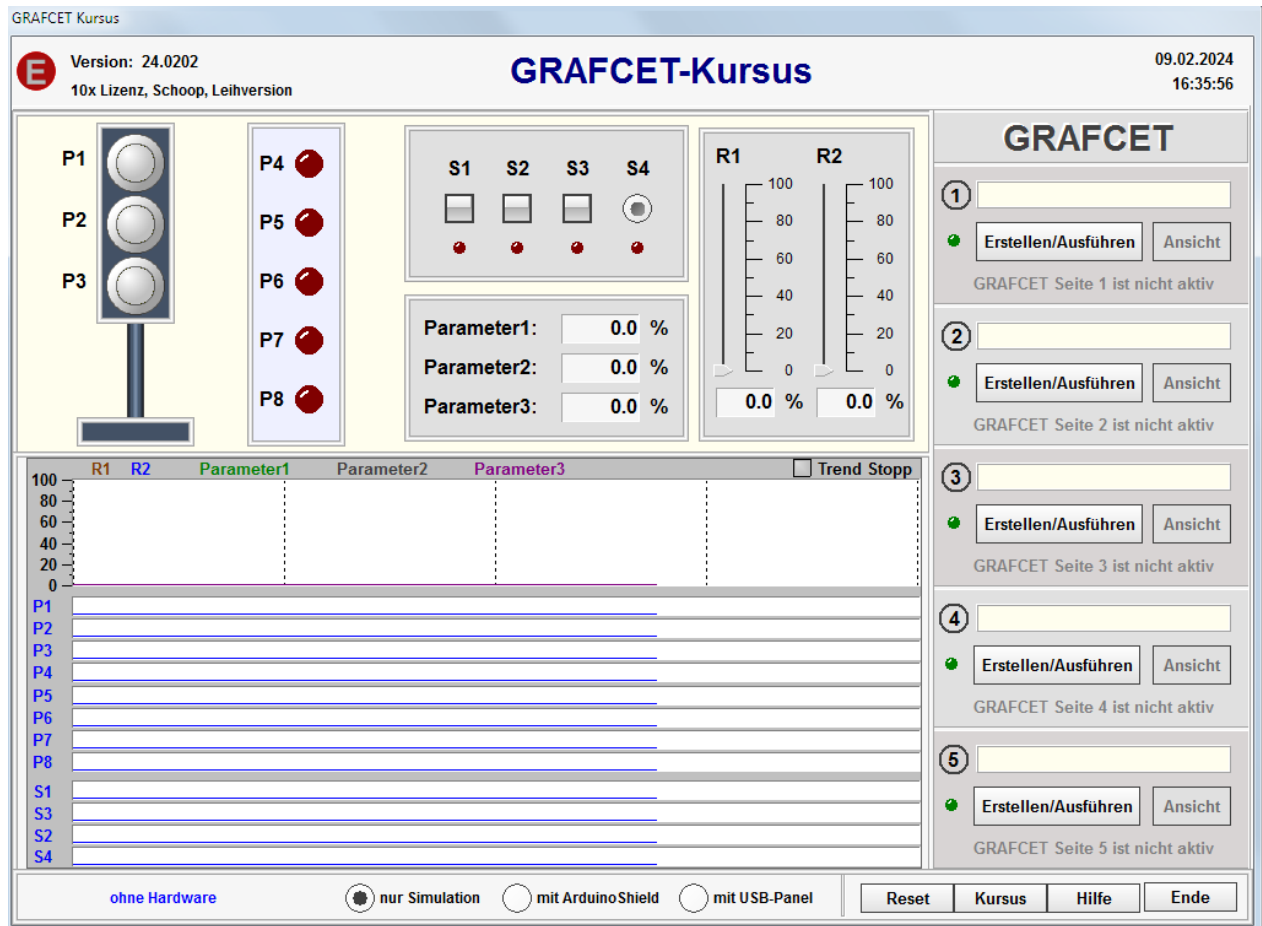 GRAFCET Kursus
E
Version: 24.0202
10x Lizenz, Schoop, Leihversion
GRAFCET-Kursus
09.02.2024
16:35:56
P1
P2
P3
P4
P5
P6
P7
P8
S1 S2 S3 S4
Parameter1: 0.0 %
Parameter2: 0.0 %
Parameter3: 0.0 %
R1 R2
100 100
80 80
60 60
40 40
20 20
0 0
0.0 % 0.0 %
GRAFCET
1
Erstellen/Ausführen Ansicht
GRAFCET Seite 1 ist nicht aktiv
2
Erstellen/Ausführen Ansicht
GRAFCET Seite 2 ist nicht aktiv
3
Erstellen/Ausführen Ansicht
GRAFCET Seite 3 ist nicht aktiv
4
Erstellen/Ausführen Ansicht
GRAFCET Seite 4 ist nicht aktiv
5
Erstellen/Ausführen Ansicht
GRAFCET Seite 5 ist nicht aktiv
R1 R2 Parameter1 Parameter2 Parameter3 Trend Stopp
100
80
60
40
20
0
P1
P2
P3
P4
P5
P6
P7
P8
S1
S3
S2
S4
ohne Hardware nur Simulation mit ArduinoShield mit USB-Panel Reset Kursus Hilfe Ende